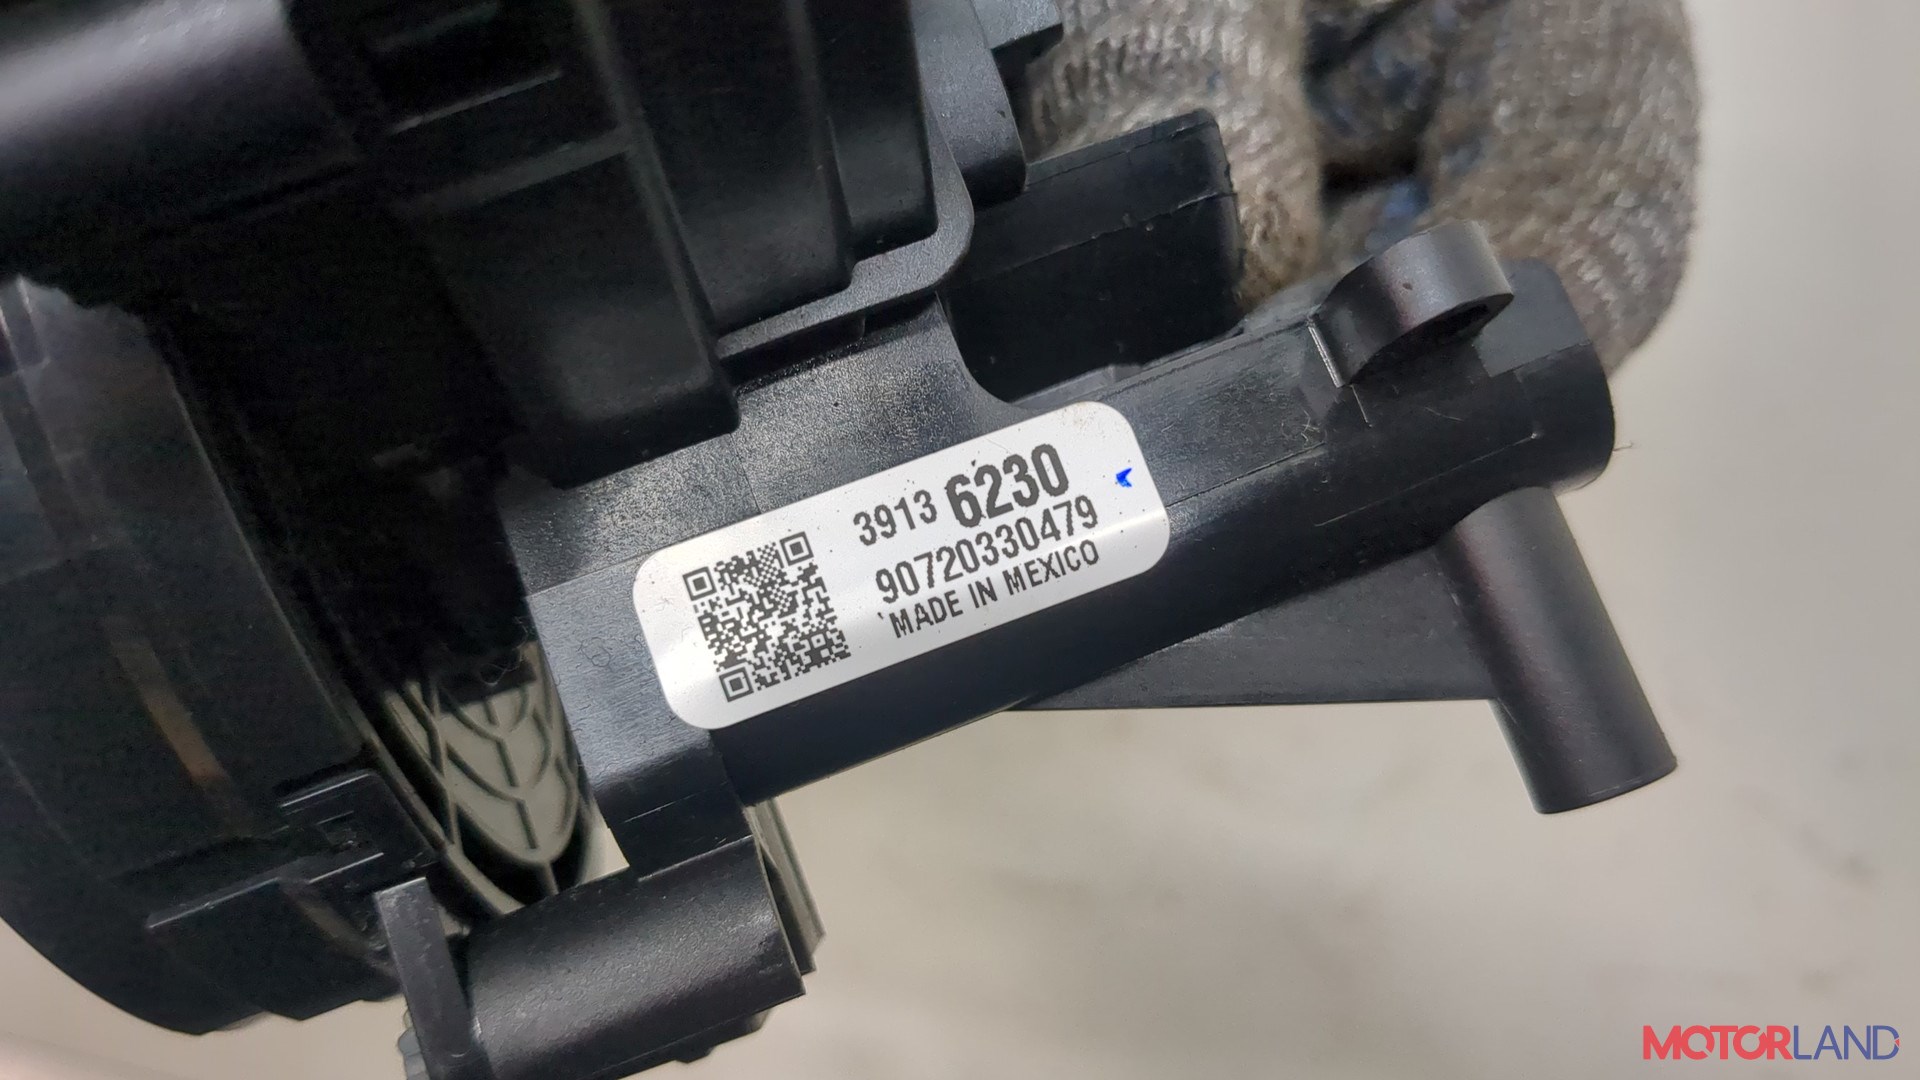 3913 6230
90720330479
MADE IN MEXICO
MOTORLAND